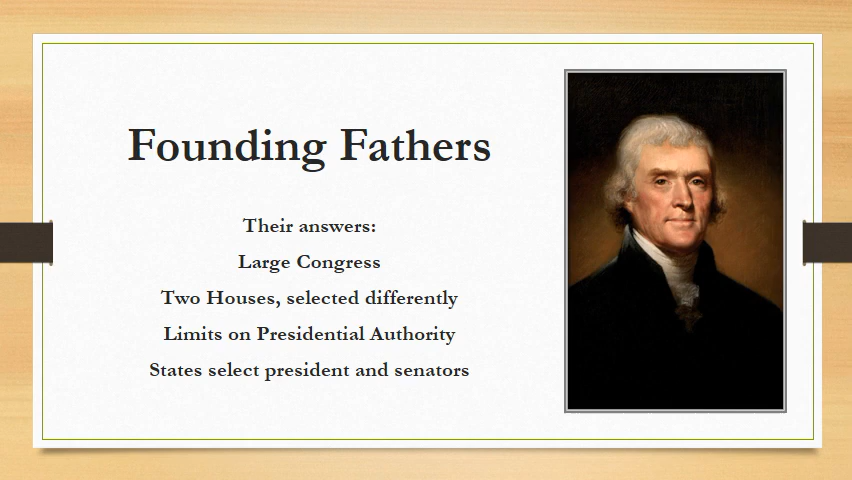 Founding Fathers
Their answers:
Large Congress
Two Houses, selected differently
Limits on Presidential Authority
States select president and senators